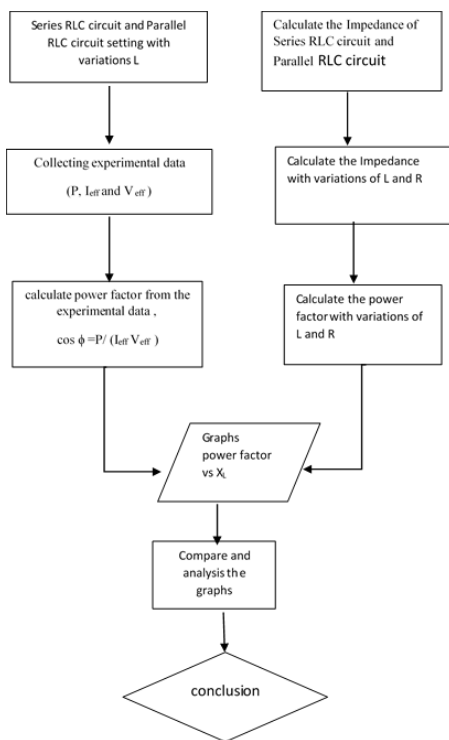 Series RLC circuit and Parallel
RLC circuit setting with
variations L
Collecting experimental data
(P, Ieff and V eff )
calculate power factor from the
experimental data ,
cos ϕ =P/ (Ieff Veff )
Calculate the Impedance of
Series RLC circuit and
Parallel RLC circuit
Calculate the Impedance
with variations of L and R
Calculate the power
factor with variations of
L and R
Graphs
power factor
vs XL
Compare and
analysis the
graphs
conclusion